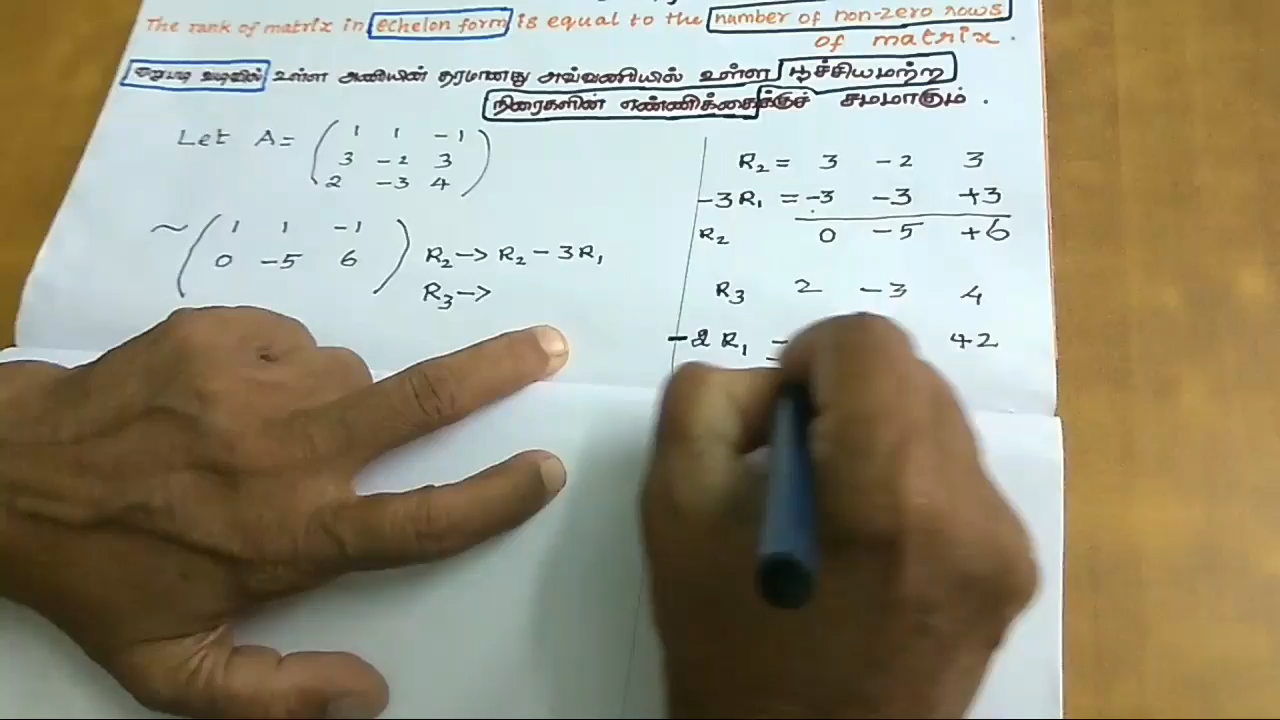 The rank of matrix in echelon form is equal to the number of non-zero rows
of matrix.
ஏறுபடி வடிவில் உள்ள அணியின் தரமானது அவ்வணியில் உள்ள பூச்சியமற்ற
நிரைகளின் எண்ணிக்கைக்குச் சமமாகும்.
Let A = ( 1 1 -1
3 -2 3
2 -3 4 )
~ ( 1 1 -1
0 -5 6 ) R₂ -> R₂ - 3R₁
R₃ ->
R₂ = 3 -2 3
-3R₁ = -3 -3 +3
R₂ 0 -5 +6
R₃ 2 -3 4
-2R₁ +2